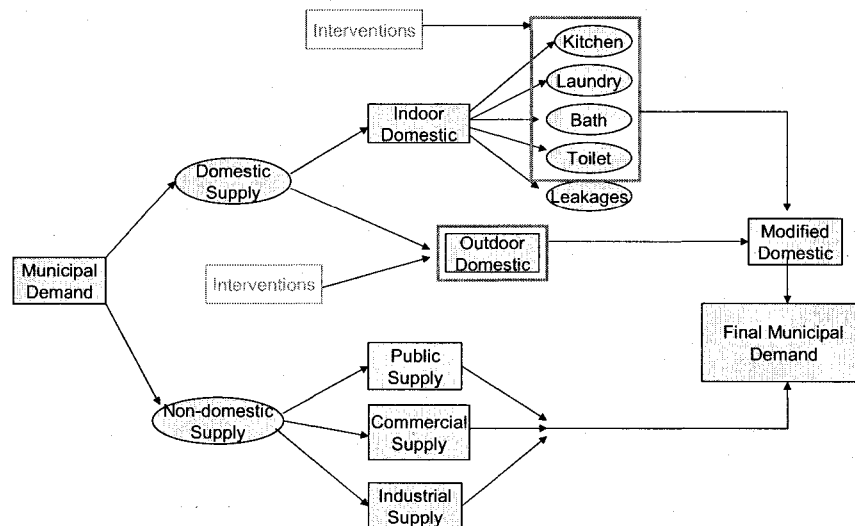 Interventions
Kitchen
Laundry
Bath
Toilet
Leakages
Indoor
Domestic
Domestic
Supply
Outdoor
Domestic
Modified
Domestic
Municipal
Demand
Interventions
Final Municipal
Demand
Public
Supply
Non-domestic
Supply
Commercial
Supply
Industrial
Supply